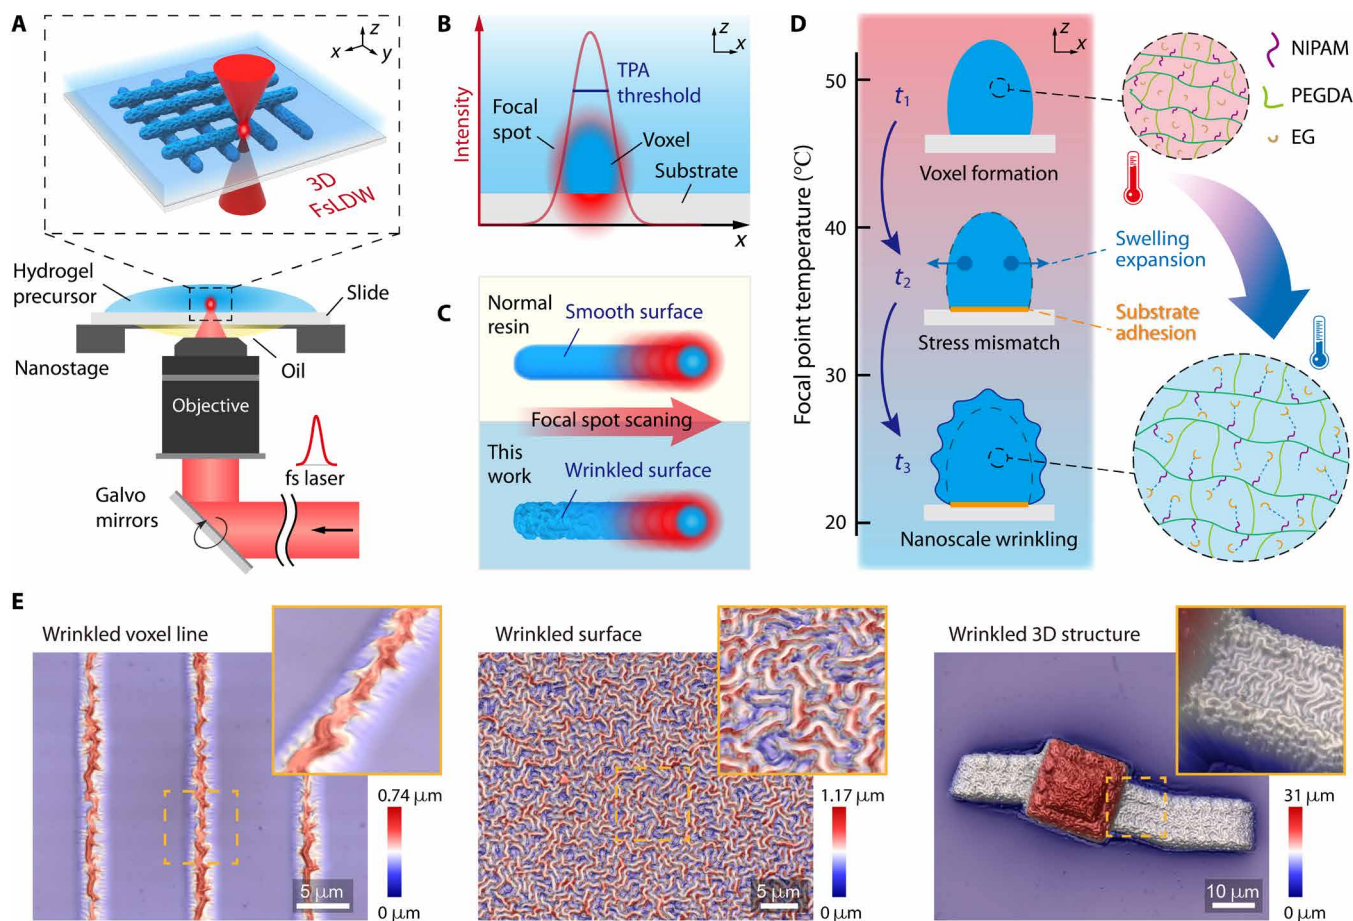 A
z
x
y
3D
FsLDW
Hydrogel
precursor
Slide
Nanostage
Oil
Objective
fs laser
Galvo
mirrors
B
Intensity
z
x
TPA
threshold
Focal
spot
Voxel
Substrate
x
C
Normal
resin
Smooth surface
Focal spot scaning
This
work
Wrinkled surface
D
Focal point temperature (°C)
50
40
30
20
t1
t2
t3
z
x
Voxel formation
Swelling
expansion
Substrate
adhesion
Stress mismatch
Nanoscale wrinkling
NIPAM
PEGDA
EG
E
Wrinkled voxel line
0.74 μm
0 μm
5 μm
Wrinkled surface
1.17 μm
0 μm
5 μm
Wrinkled 3D structure
31 μm
0 μm
10 μm